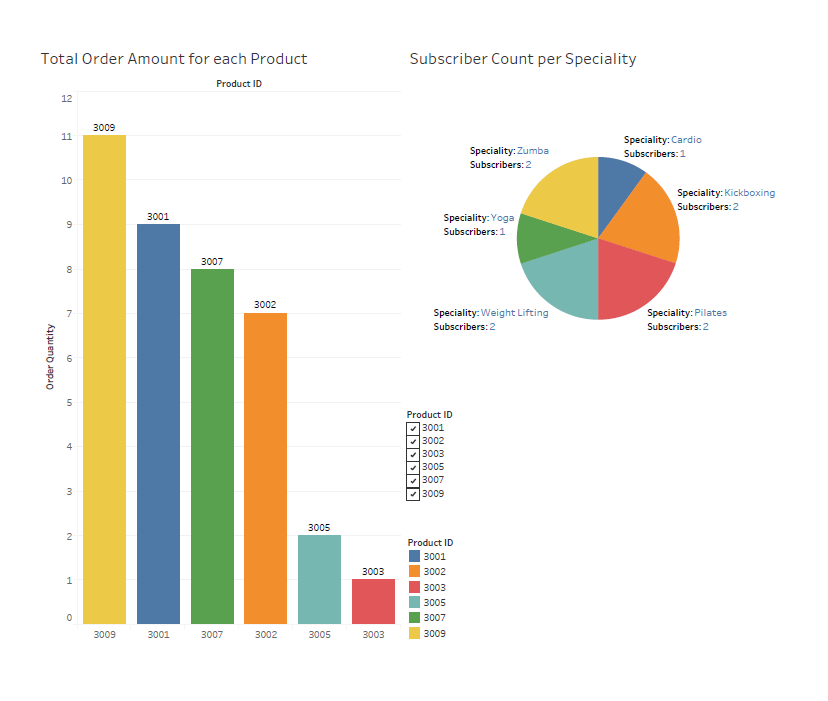 Total Order Amount for each Product
Product ID
12
11
10
9
8
7
6
5
4
3
2
1
0
Order Quantity
3009
3001
3007
3002
3005
3003
3009
3001
3007
3002
3005
3003
Subscriber Count per Speciality
Speciality: Cardio
Subscribers: 1
Speciality: Kickboxing
Subscribers: 2
Speciality: Pilates
Subscribers: 2
Speciality: Weight Lifting
Subscribers: 2
Speciality: Yoga
Subscribers: 1
Speciality: Zumba
Subscribers: 2
Product ID
3001
3002
3003
3005
3007
3009
Product ID
3001
3002
3003
3005
3007
3009